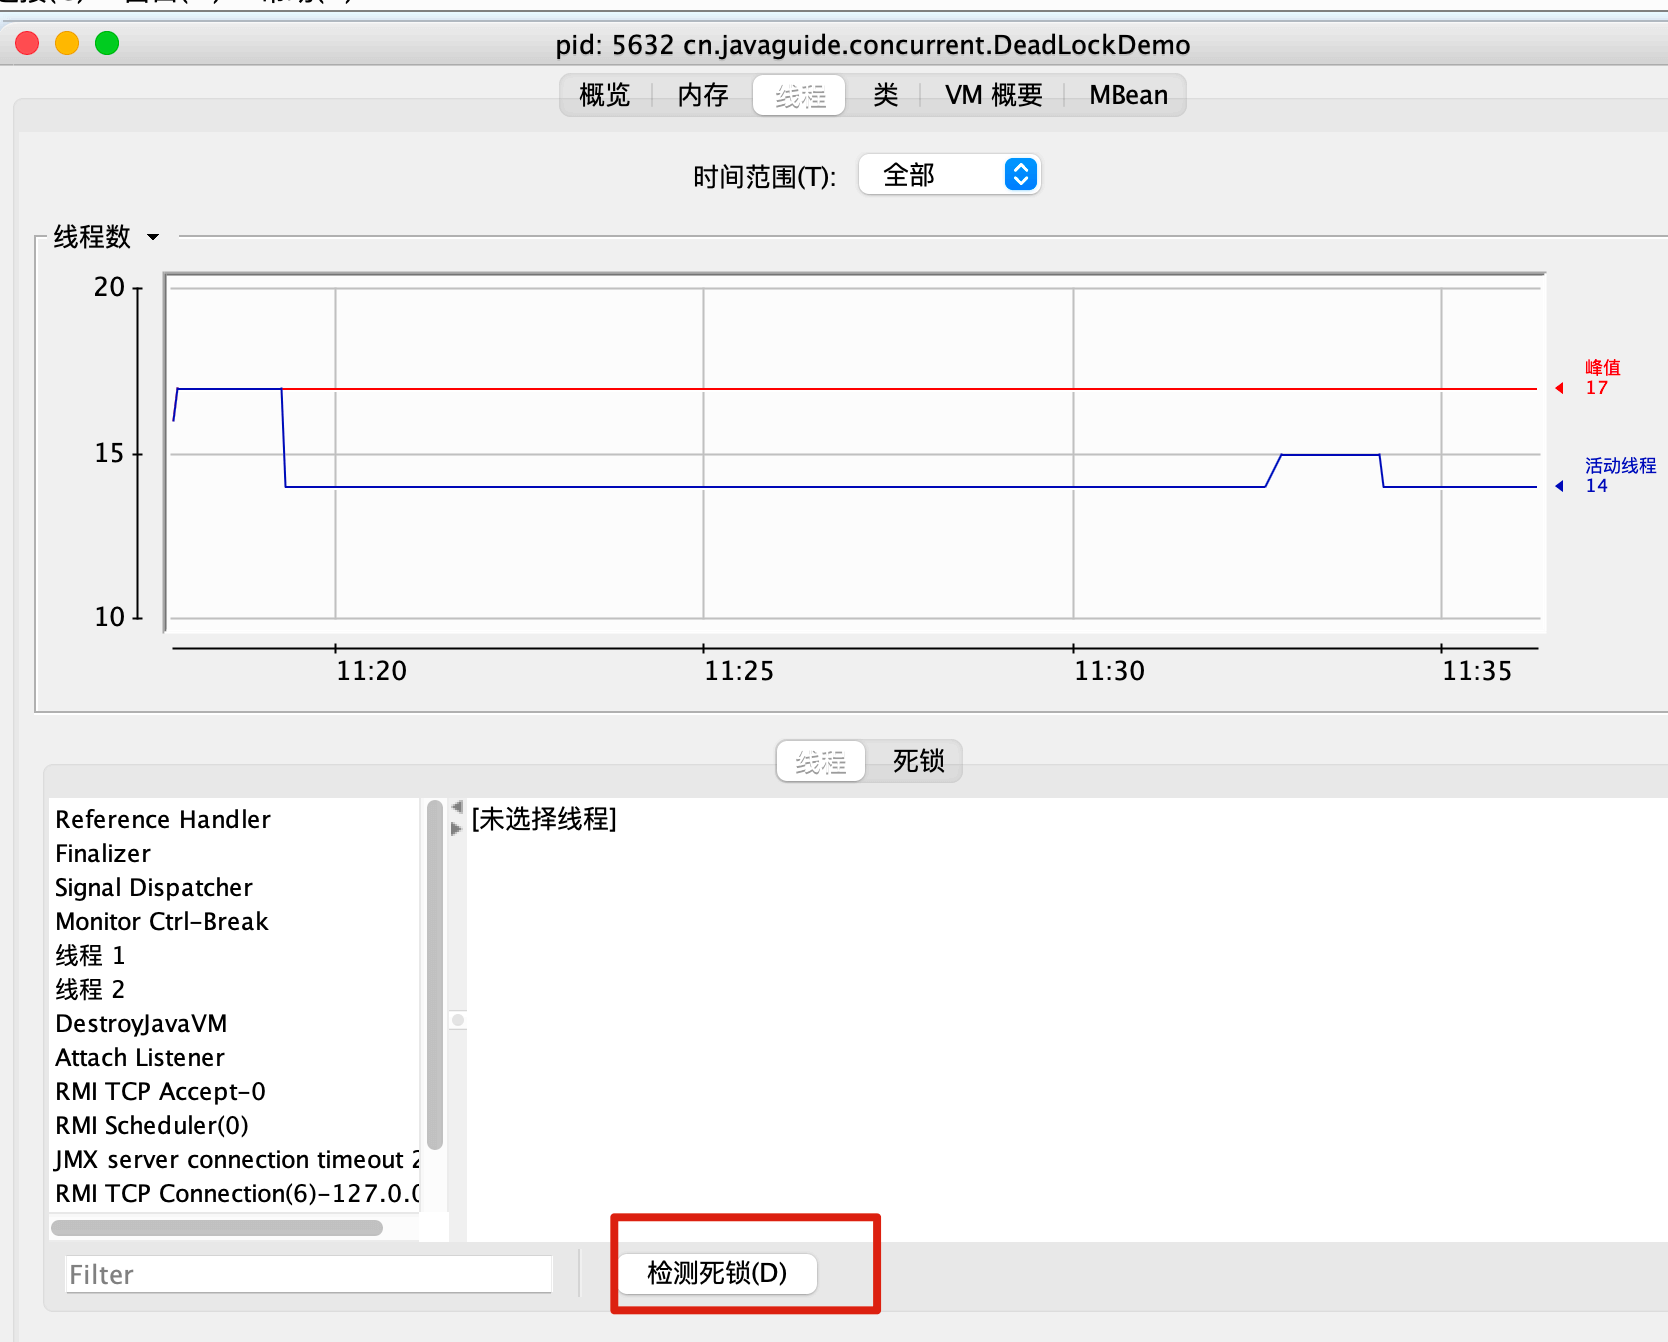 pid: 5632 cn.javaguide.concurrent.DeadLockDemo
概览 内存 线程 类 VM 概要 MBean
时间范围(T): 全部
线程数
20
15
10
峰值
17
活动线程
14
11:20 11:25 11:30 11:35
线程 死锁
Reference Handler
[未选择线程]
Finalizer
Signal Dispatcher
Monitor Ctrl-Break
线程 1
线程 2
DestroyJavaVM
Attach Listener
RMI TCP Accept-0
RMI Scheduler(0)
JMX server connection timeout 2
RMI TCP Connection(6)-127.0.0
Filter
检测死锁(D)